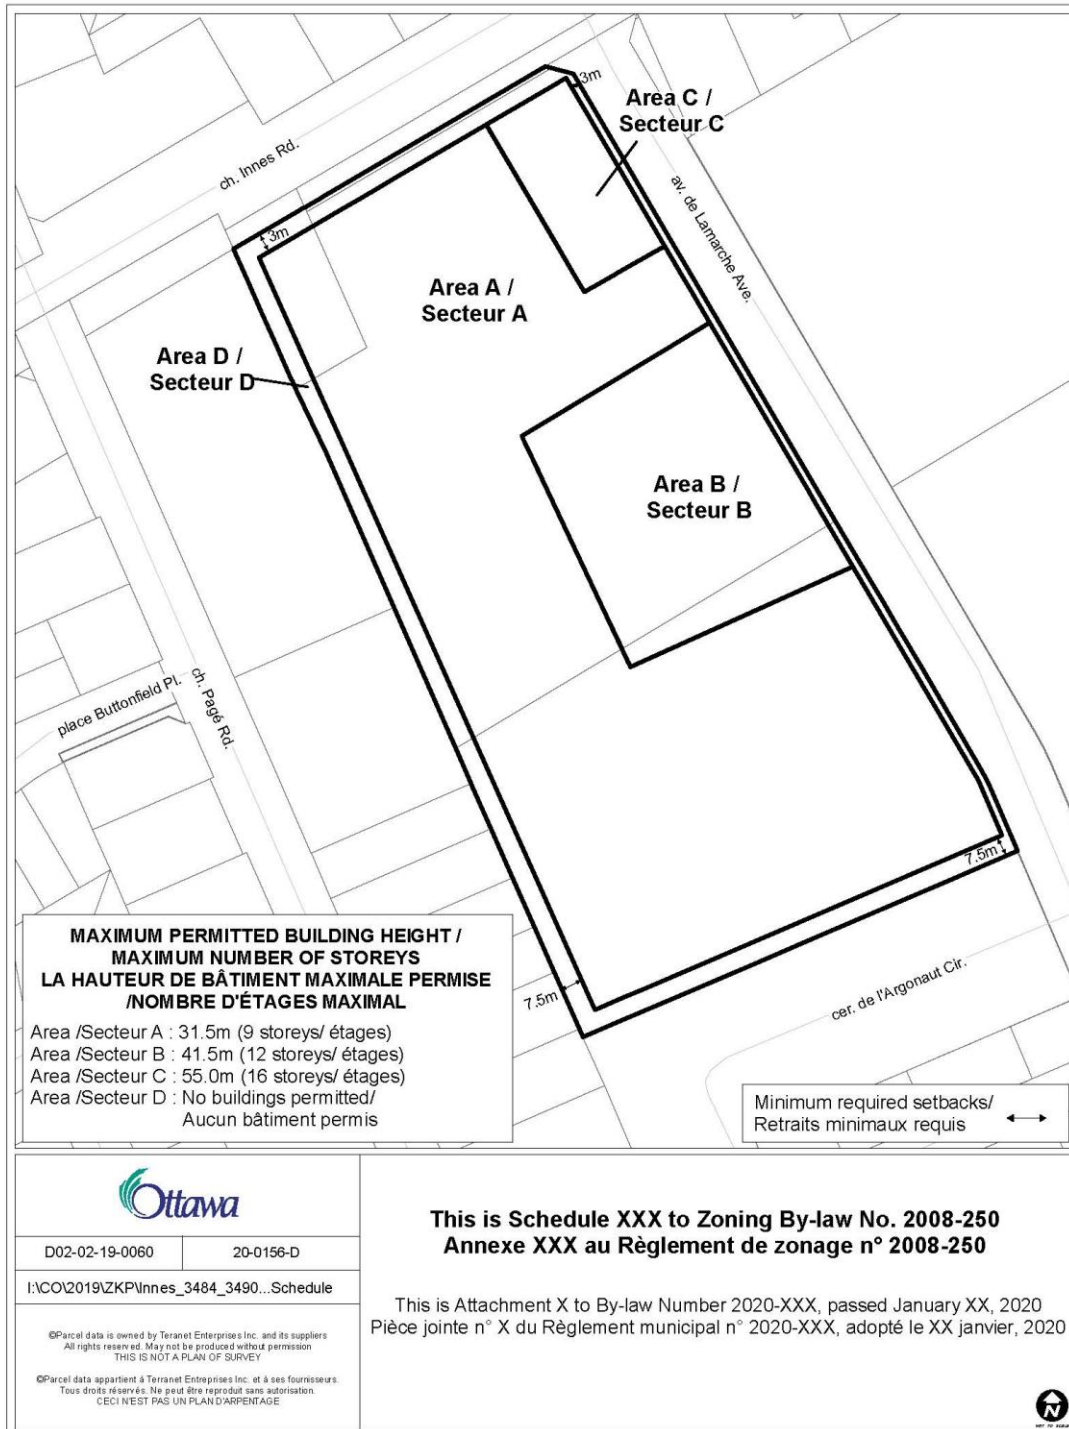 3m
Area C /
Secteur C
ch. Innes Rd.
av. de Lamarche Ave.
3m
Area A /
Secteur A
Area D /
Secteur D
Area B /
Secteur B
ch. Pagé Rd.
place Buttonfield Pl.
7.5m
7.5m
cer. de l'Argonaut Cir.
MAXIMUM PERMITTED BUILDING HEIGHT /
MAXIMUM NUMBER OF STOREYS
LA HAUTEUR DE BÂTIMENT MAXIMALE PERMISE
/NOMBRE D'ÉTAGES MAXIMAL
Area /Secteur A : 31.5m (9 storeys/ étages)
Area /Secteur B : 41.5m (12 storeys/ étages)
Area /Secteur C : 55.0m (16 storeys/ étages)
Area /Secteur D : No buildings permitted/
Aucun bâtiment permis
Minimum required setbacks/
Retraits minimaux requis
Ottawa
D02-02-19-0060 20-0156-D
I:\CO\2019\ZKP\Innes_3484_3490...Schedule
©Parcel data is owned by Teranet Enterprises Inc. and its suppliers
All rights reserved. May not be produced without permission
THIS IS NOT A PLAN OF SURVEY
©Parcel data appartient à Teranet Entreprises Inc. et à ses fournisseurs.
Tous droits réservés. Ne peut être reproduit sans autorisation.
CECI N'EST PAS UN PLAN D'ARPENTAGE
This is Schedule XXX to Zoning By-law No. 2008-250
Annexe XXX au Règlement de zonage n° 2008-250
This is Attachment X to By-law Number 2020-XXX, passed January XX, 2020
Pièce jointe n° X du Règlement municipal n° 2020-XXX, adopté le XX janvier, 2020
N
NOT TO SCALE